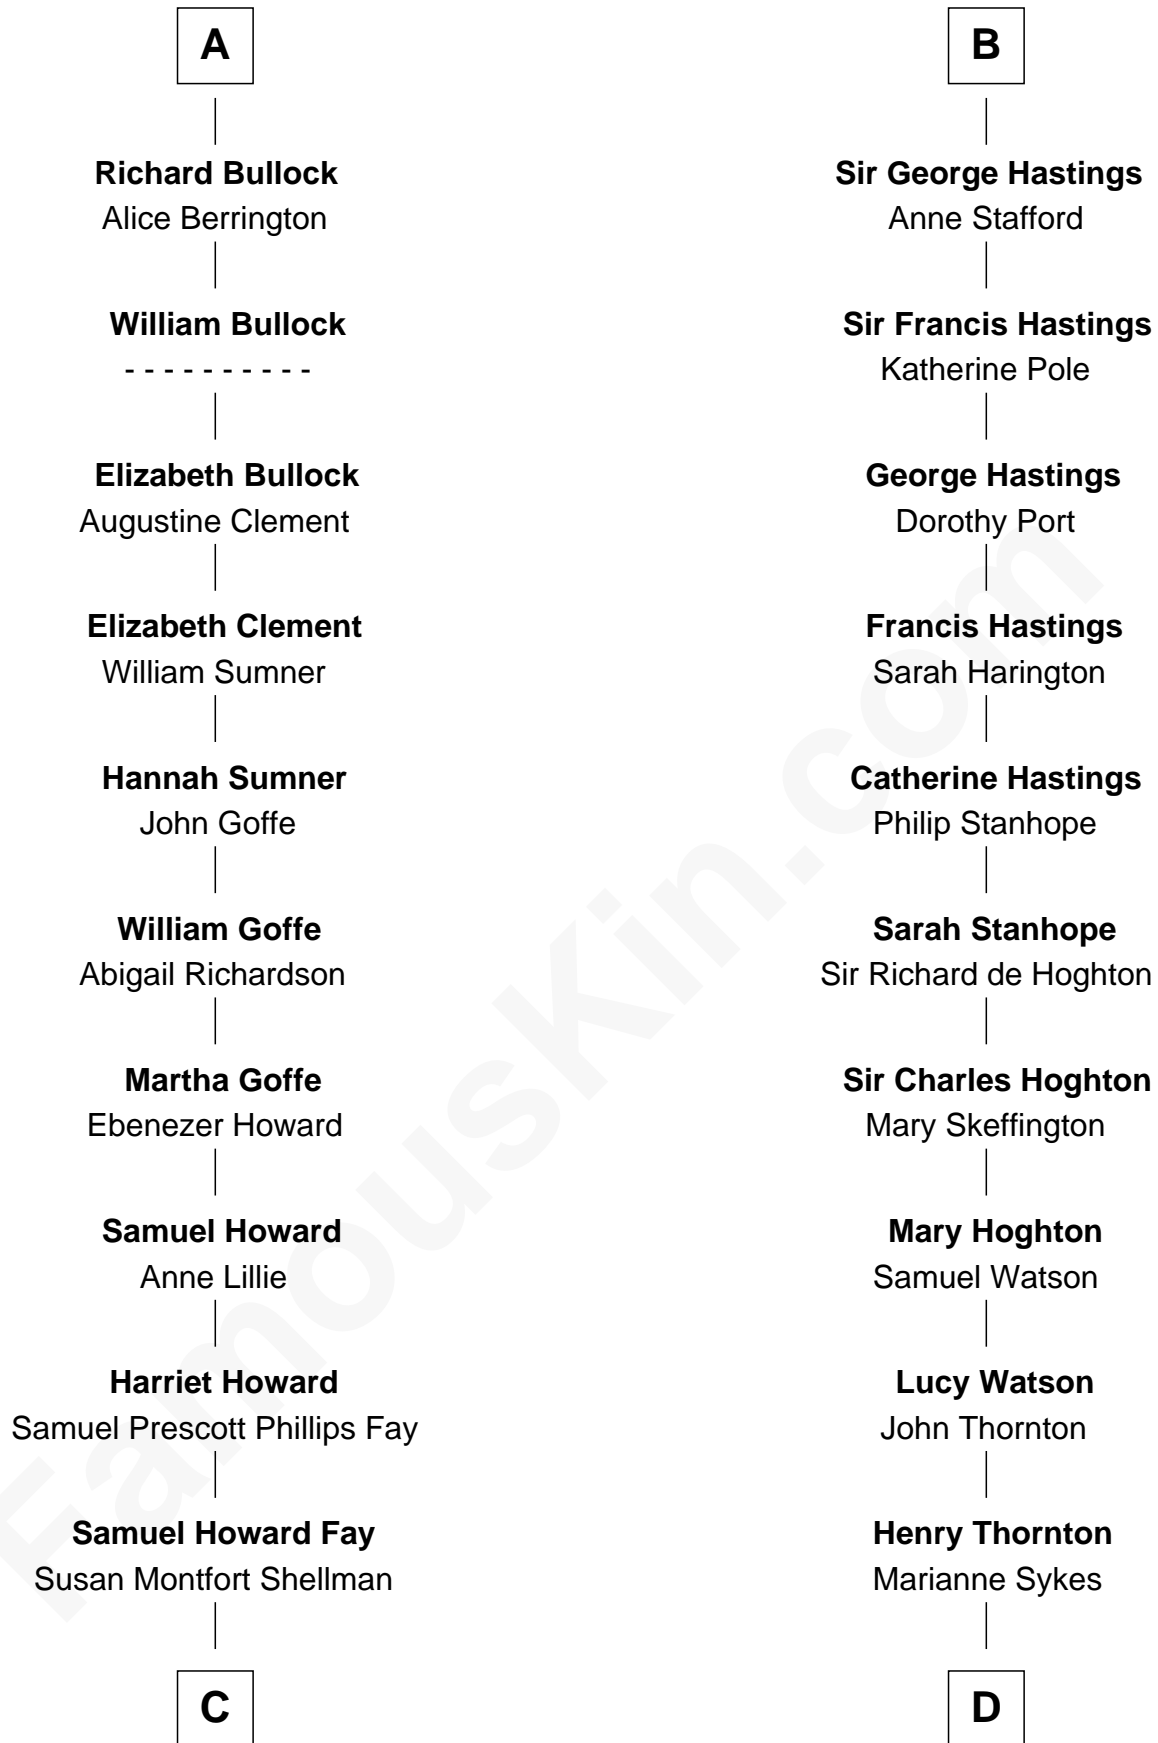 A
Richard Bullock
Alice Berrington
William Bullock
- - - - - - - - - -
Elizabeth Bullock
Augustine Clement
Elizabeth Clement
William Sumner
Hannah Sumner
John Goffe
William Goffe
Abigail Richardson
Martha Goffe
Ebenezer Howard
Samuel Howard
Anne Lillie
Harriet Howard
Samuel Prescott Phillips Fay
Samuel Howard Fay
Susan Montfort Shellman
C
B
Sir George Hastings
Anne Stafford
Sir Francis Hastings
Katherine Pole
George Hastings
Dorothy Port
Francis Hastings
Sarah Harington
Catherine Hastings
Philip Stanhope
Sarah Stanhope
Sir Richard de Hoghton
Sir Charles Hoghton
Mary Skeffington
Mary Hoghton
Samuel Watson
Lucy Watson
John Thornton
Henry Thornton
Marianne Sykes
D
FamousKin.com